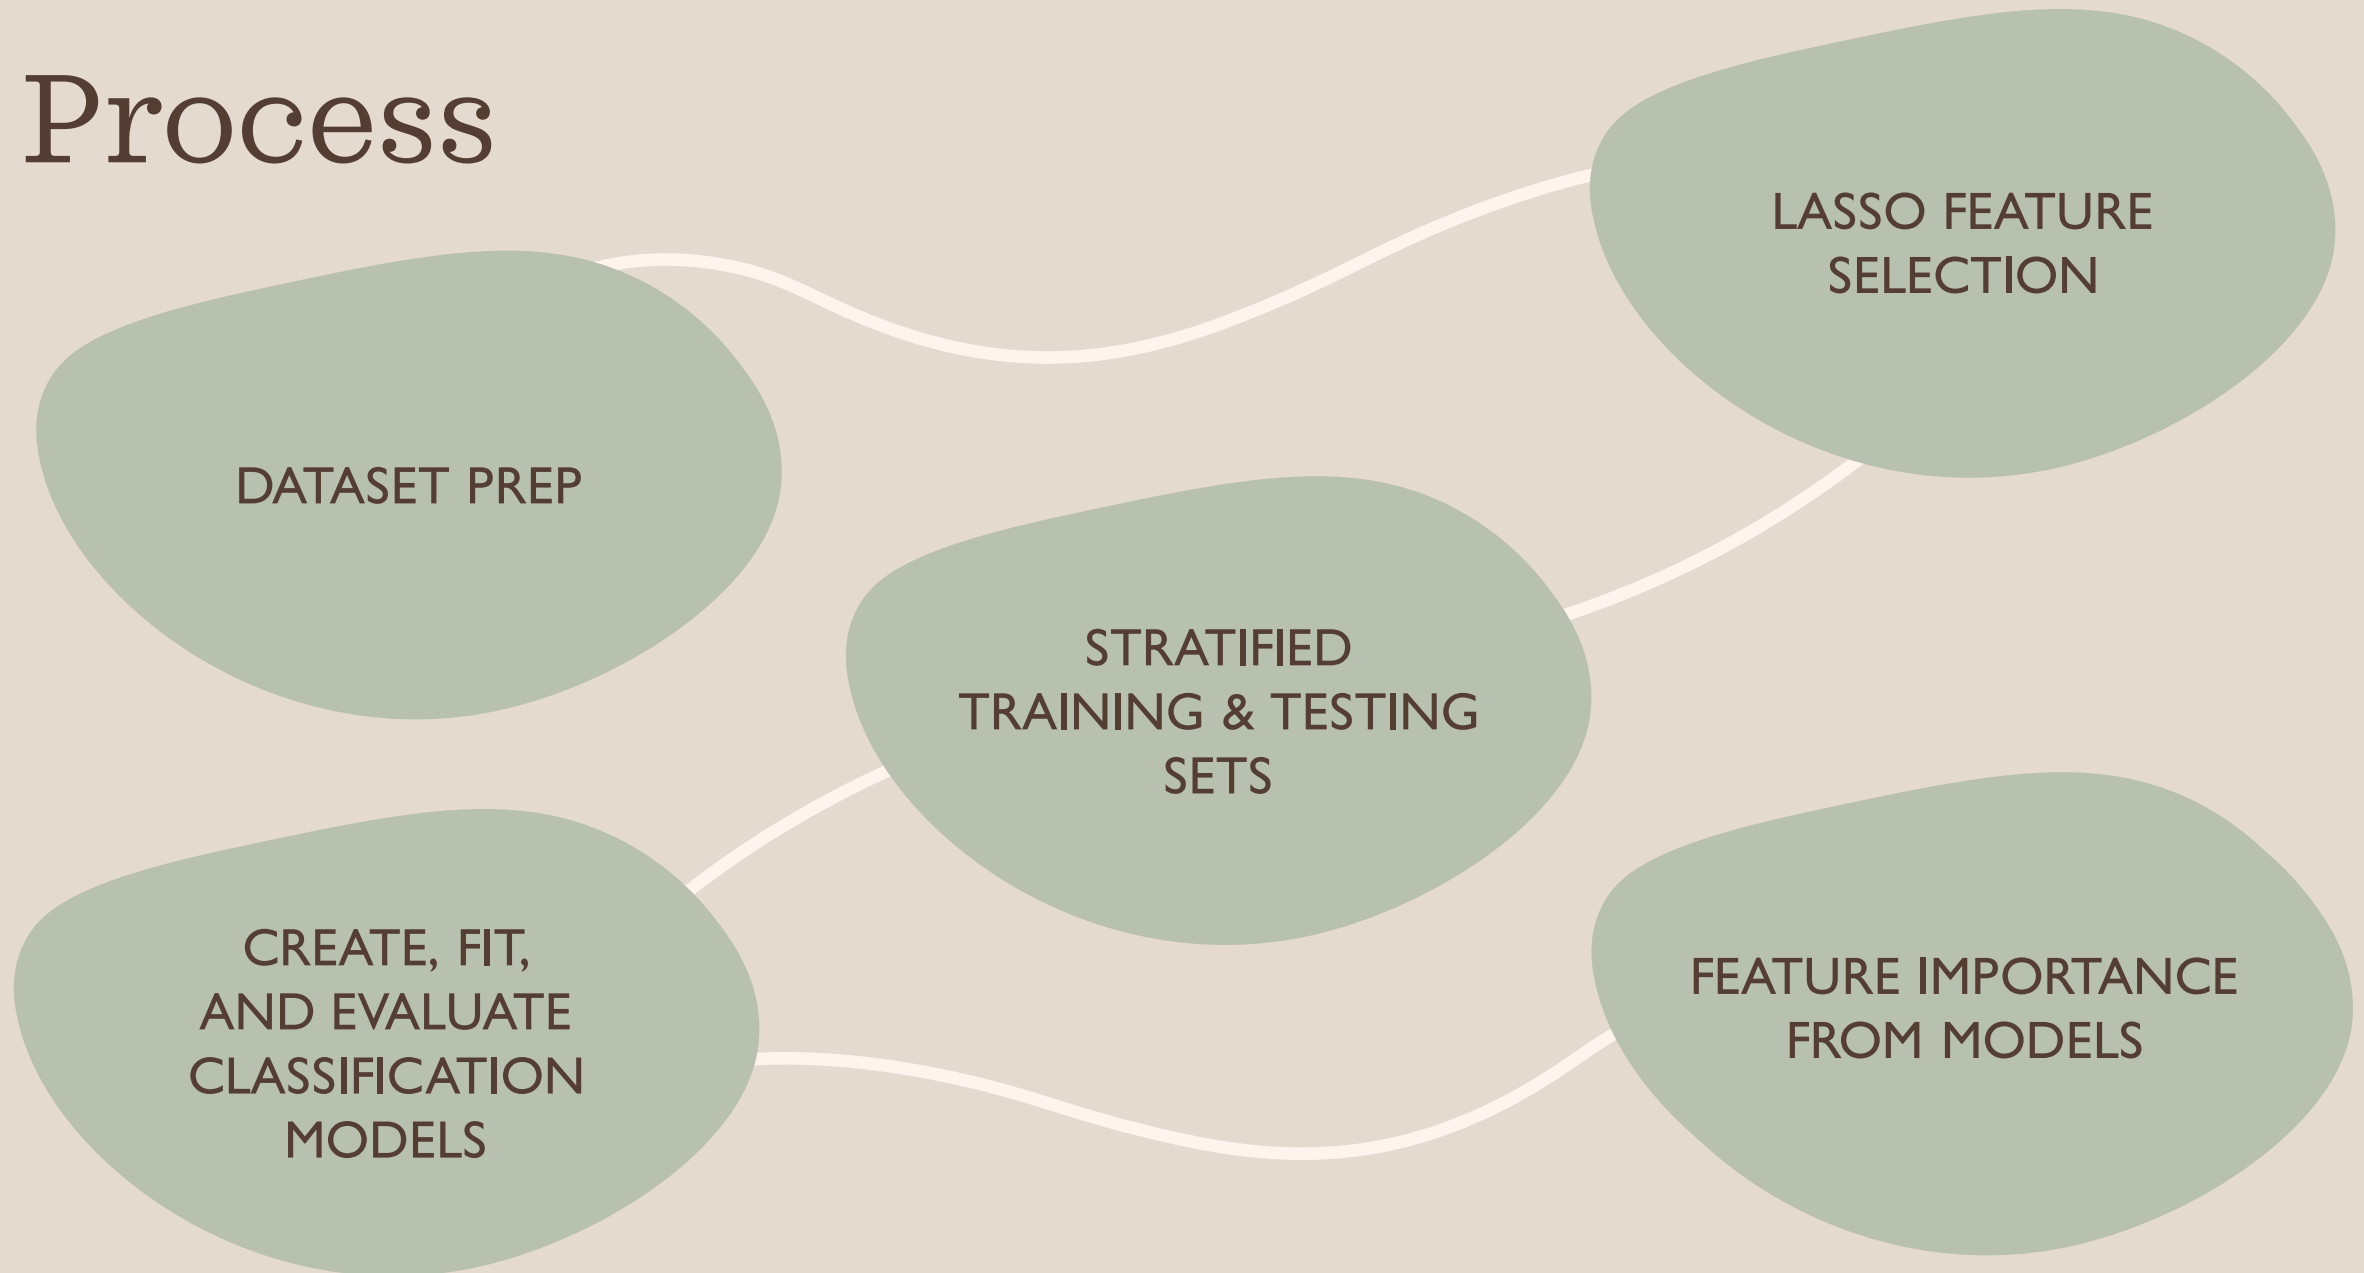 Process
DATASET PREP
LASSO FEATURE
SELECTION
STRATIFIED
TRAINING & TESTING
SETS
CREATE, FIT,
AND EVALUATE
CLASSIFICATION
MODELS
FEATURE IMPORTANCE
FROM MODELS